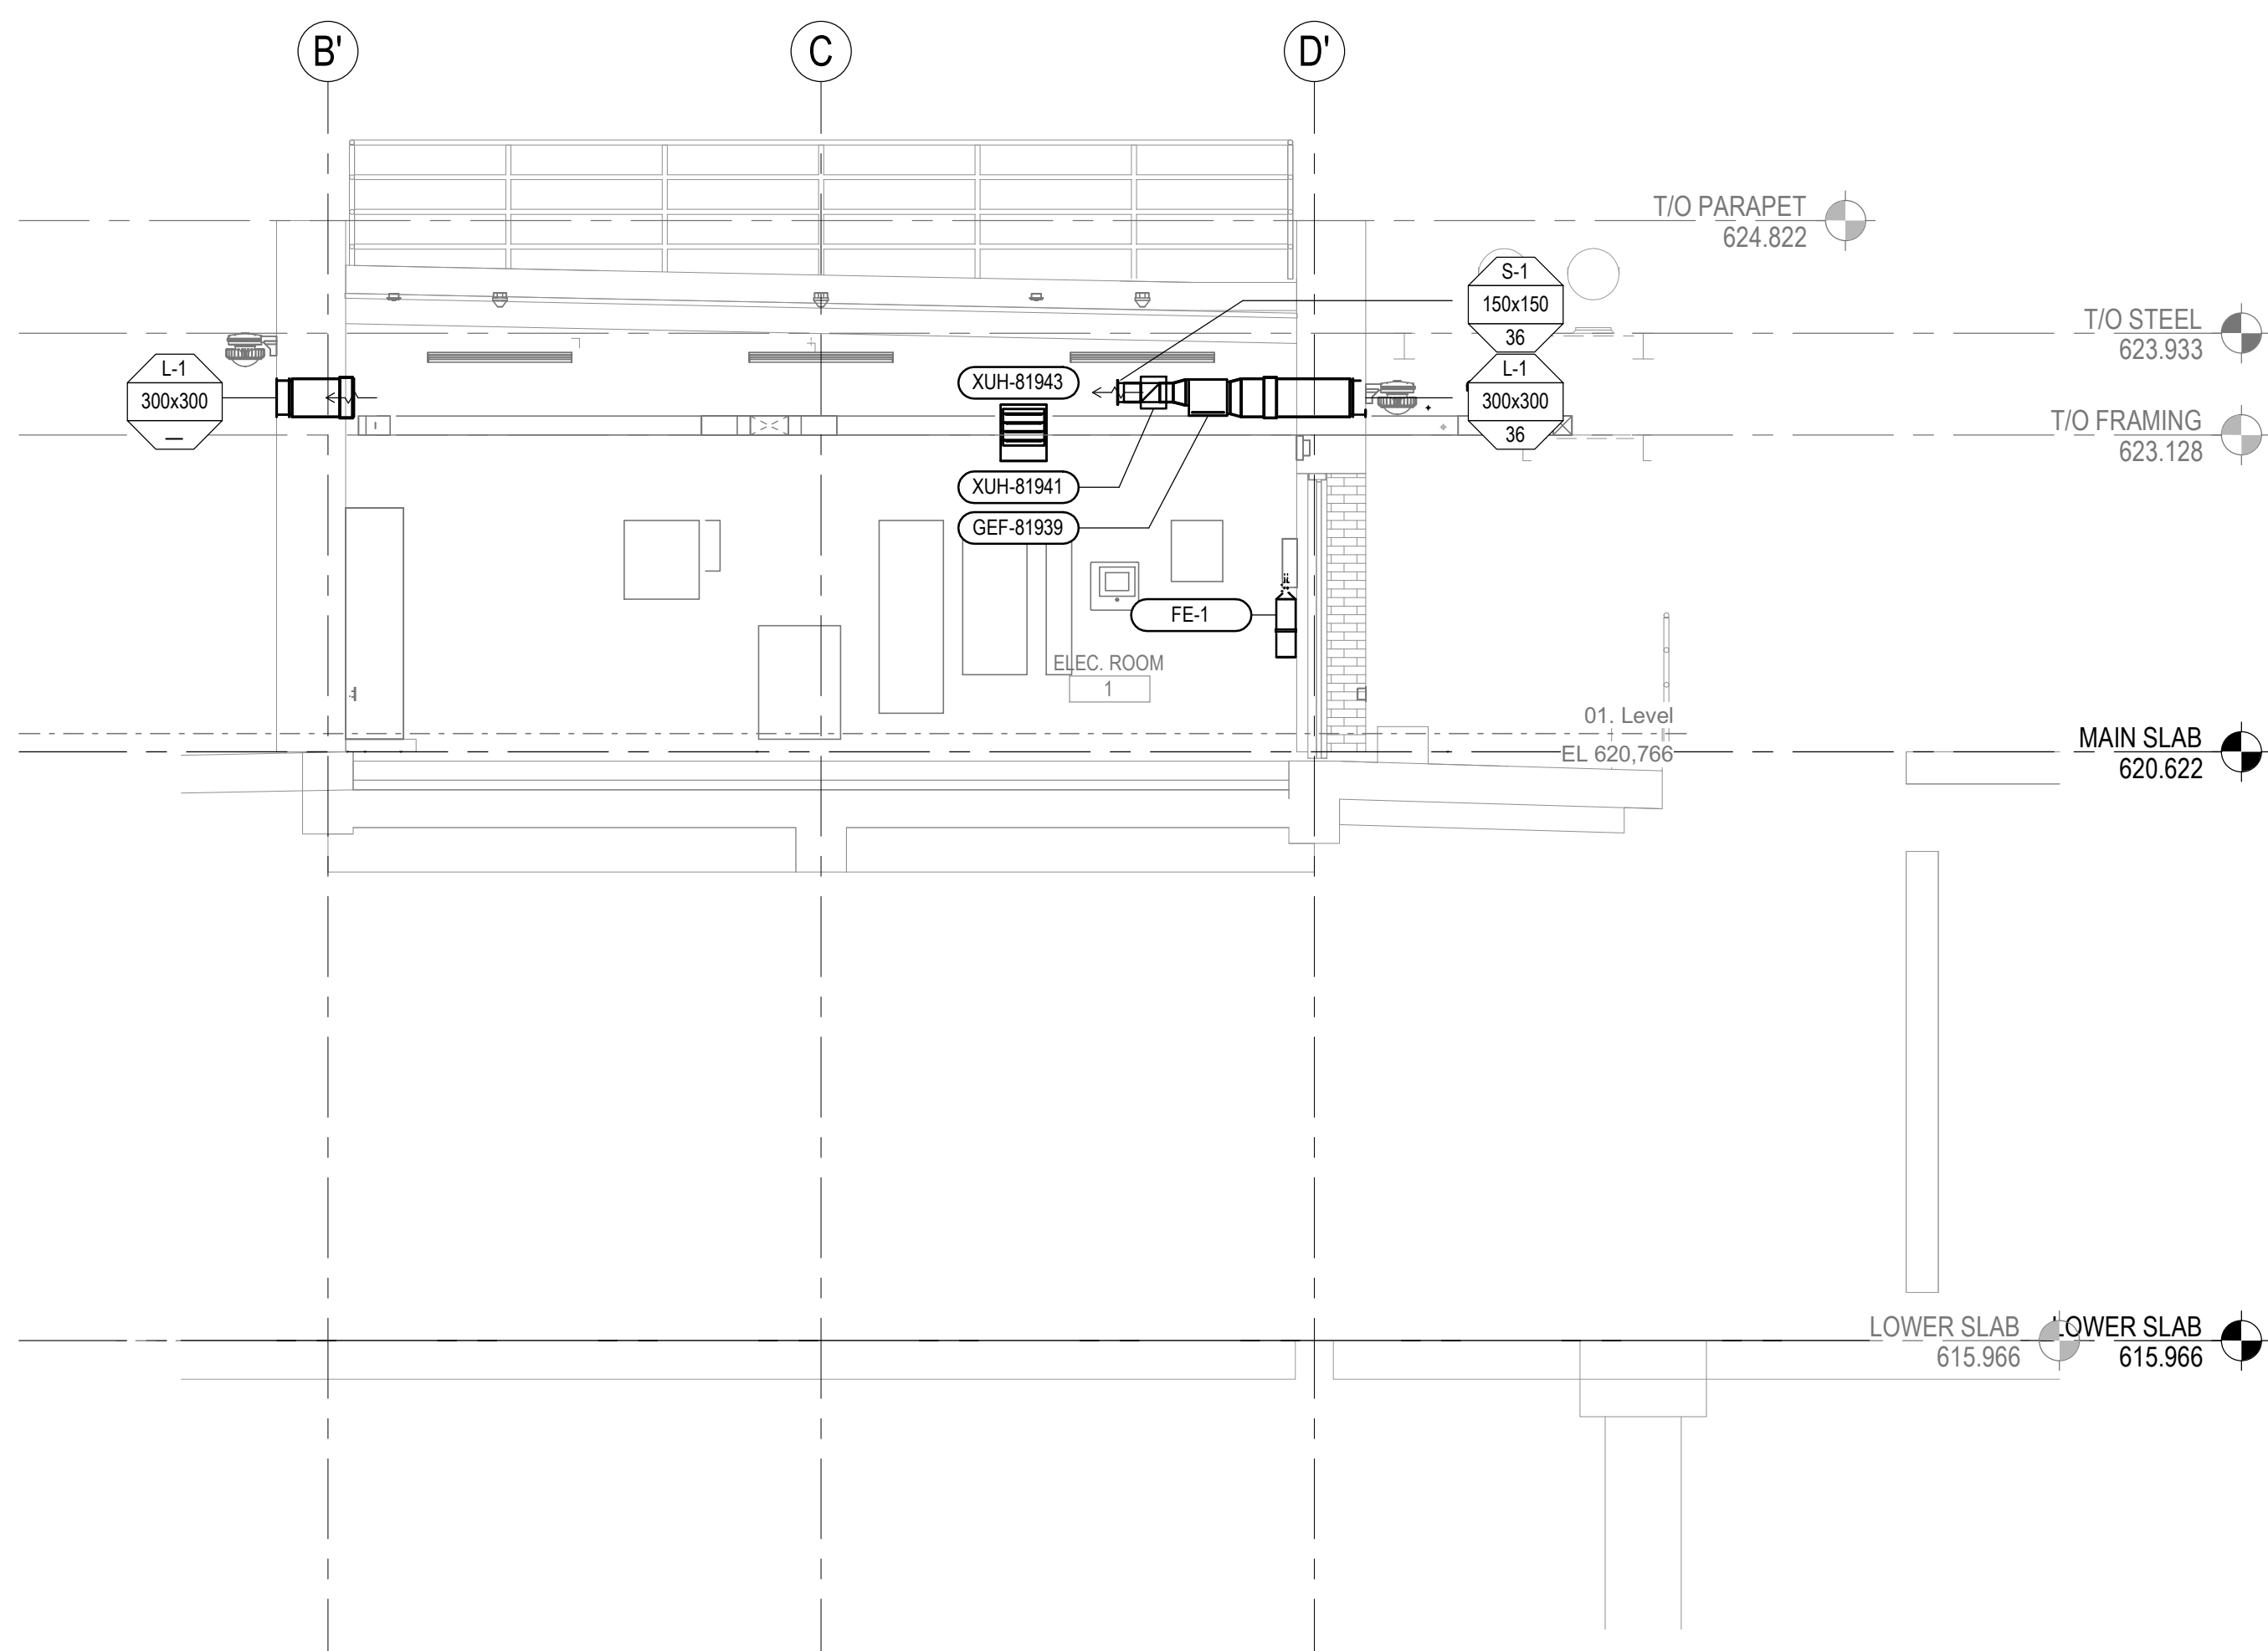 B'
C
D'
T/O PARAPET
624.822
S-1
150x150
36
T/O STEEL
623.933
L-1
300x300
—
XUH-81943
L-1
300x300
36
T/O FRAMING
623.128
XUH-81941
GEF-81939
FE-1
ELEC. ROOM
1
01. Level
EL 620,766
MAIN SLAB
620.622
LOWER SLAB
615.966
LOWER SLAB
615.966